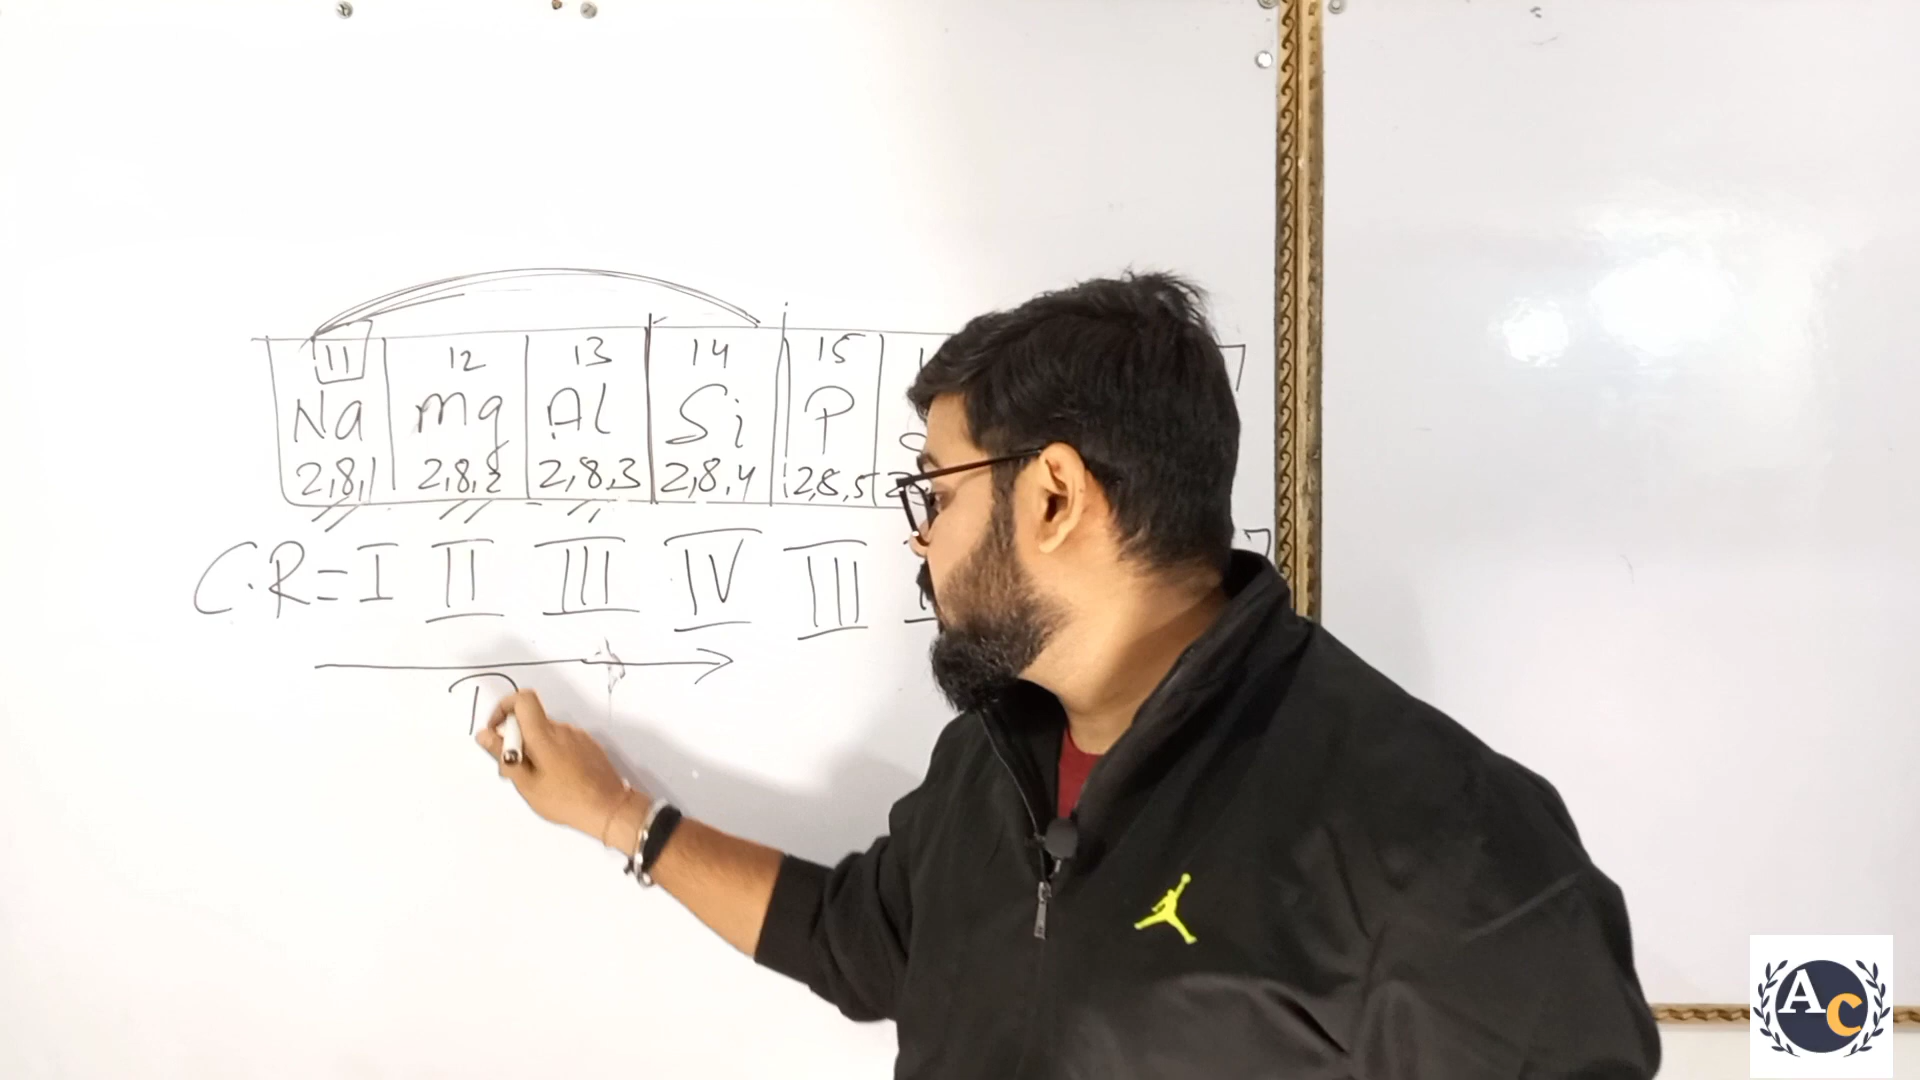 11 12 13 14 15
Na Mg Al Si P
2,8,1 2,8,2 2,8,3 2,8,4 2,8,5
C.R= I II III IV III
AC